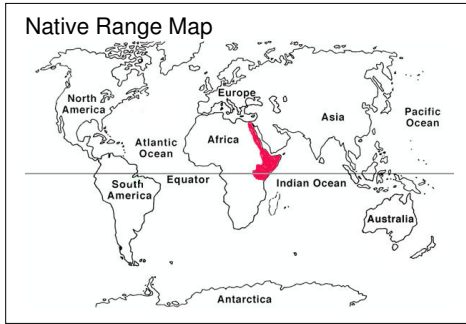 Native Range Map
North
America
Europe
Asia
Pacific
Ocean
Atlantic
Ocean
Africa
Equator
Indian Ocean
South
America
Australia
Antarctica